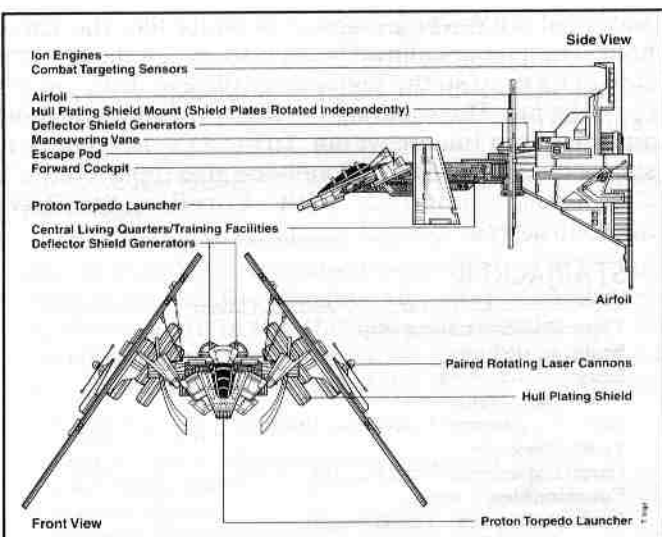 Side View
Ion Engines
Combat Targeting Sensors
Airfoil
Hull Plating Shield Mount (Shield Plates Rotated Independently)
Deflector Shield Generators
Maneuvering Vane
Escape Pod
Forward Cockpit
Proton Torpedo Launcher
Central Living Quarters/Training Facilities
Deflector Shield Generators
Airfoil
Paired Rotating Laser Cannons
Hull Plating Shield
Proton Torpedo Launcher
Front View